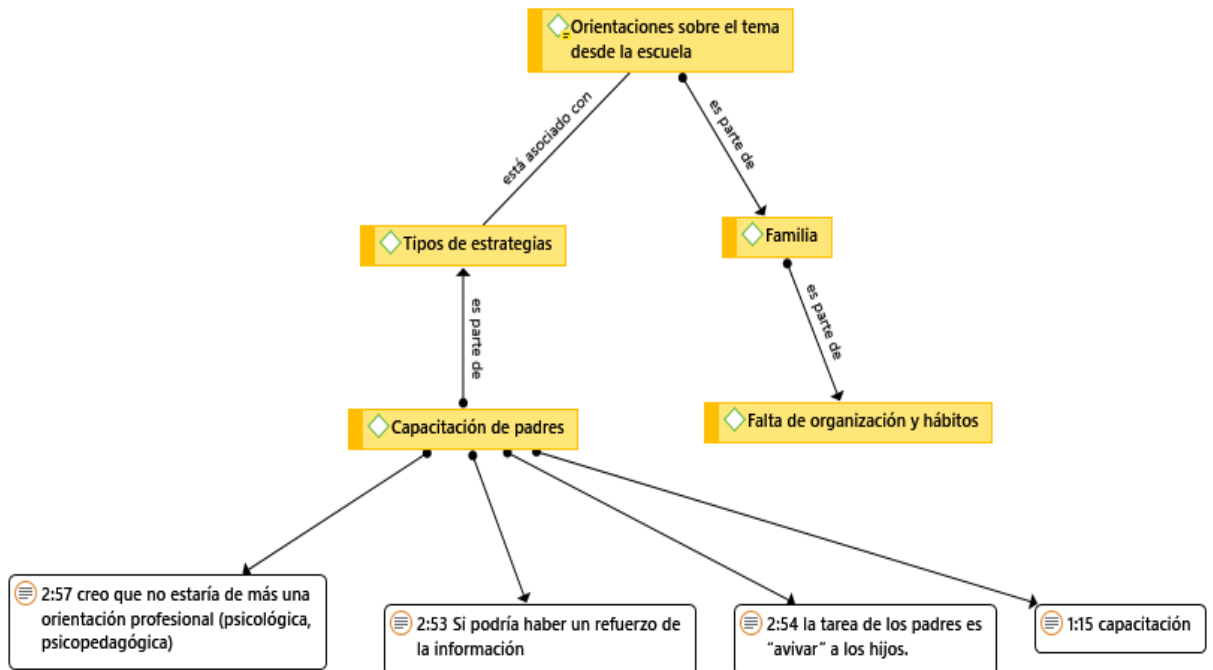 Orientaciones sobre el tema
desde la escuela
está asociado con
es parte de
Tipos de estrategias
Familia
es parte de
es parte de
Capacitación de padres
Falta de organización y hábitos
2:57 creo que no estaría de más una
orientación profesional (psicológica,
psicopedagógica)
2:53 Si podría haber un refuerzo de
la información
2:54 la tarea de los padres es
“avivar” a los hijos.
1:15 capacitación